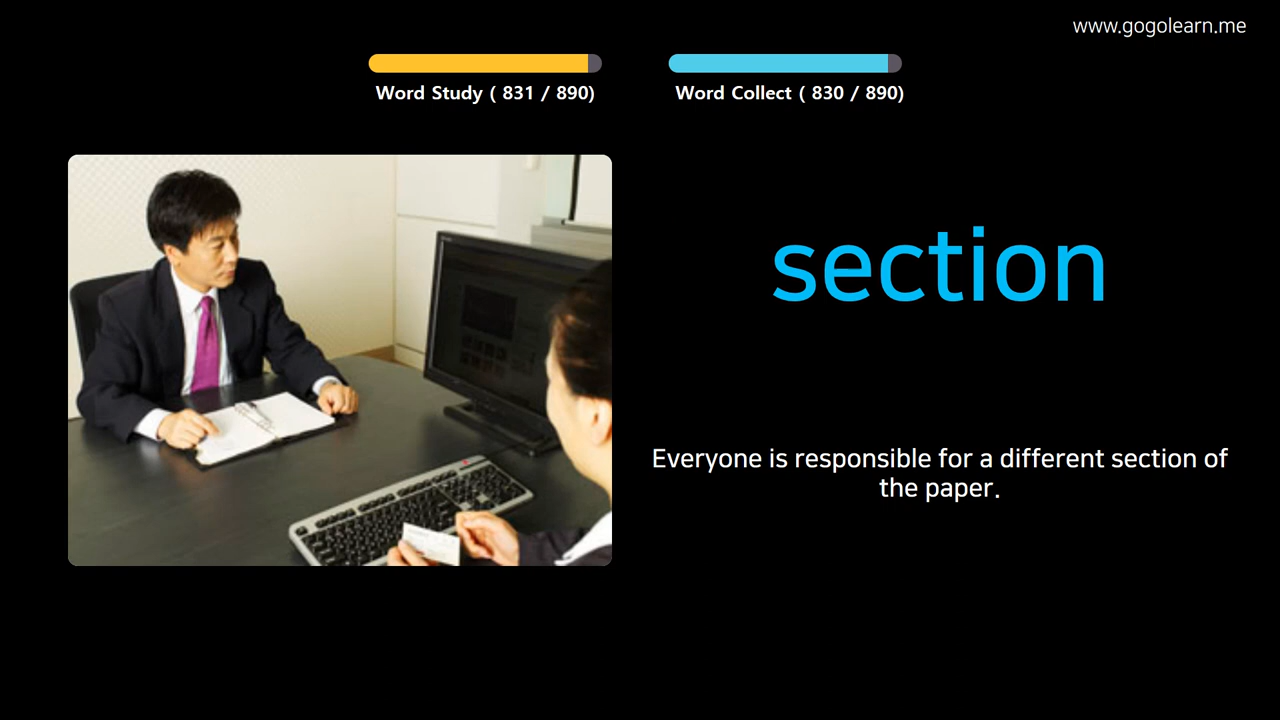 www.gogolearn.me
Word Study ( 831 / 890)
Word Collect ( 830 / 890)
section
Everyone is responsible for a different section of
the paper.